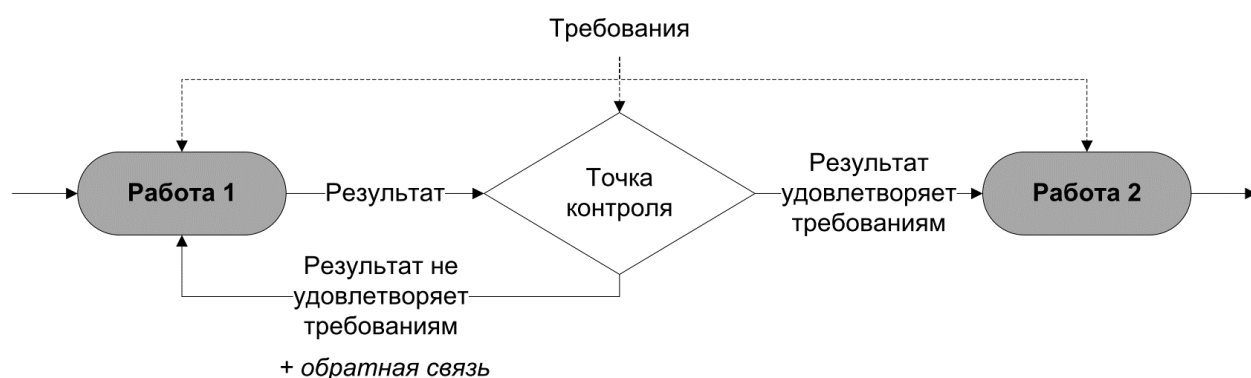 Требования
Работа 1
Результат
Точка
контроля
Результат
удовлетворяет
требованиям
Работа 2
Результат не
удовлетворяет
требованиям
+ обратная связь